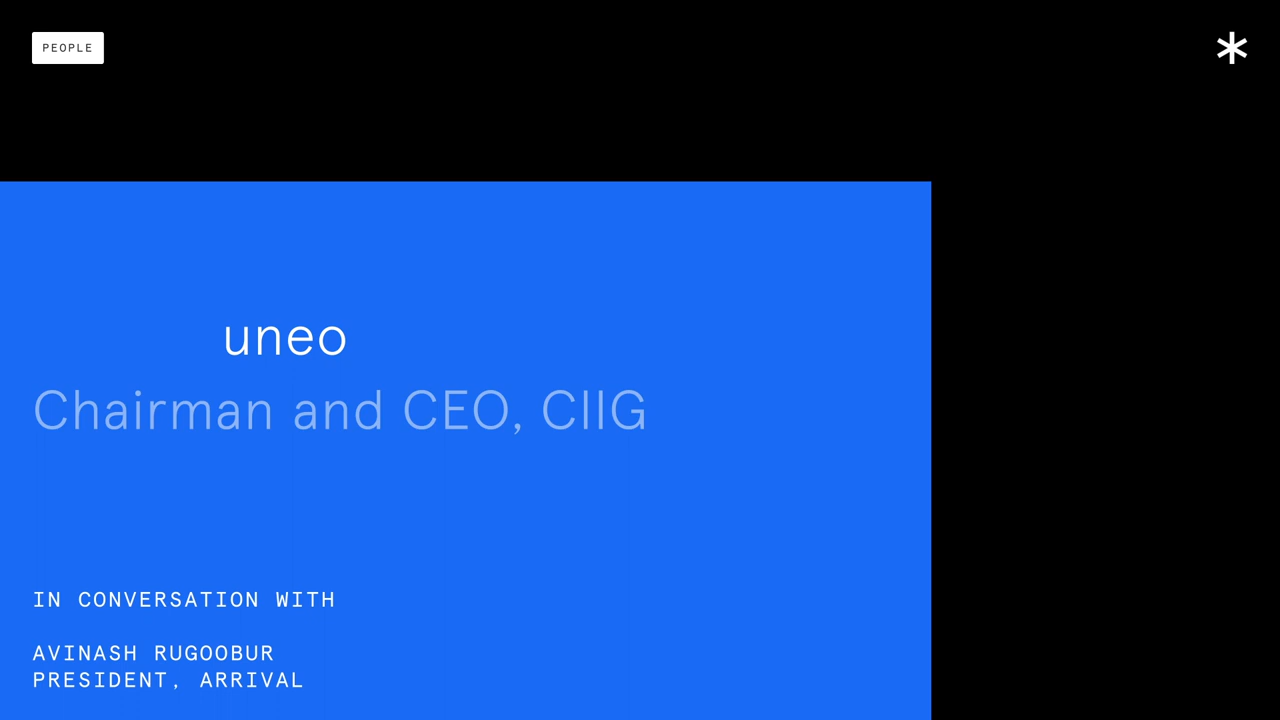 PEOPLE
uneo
Chairman and CEO, CIIG
IN CONVERSATION WITH
AVINASH RUGOOBUR
PRESIDENT, ARRIVAL